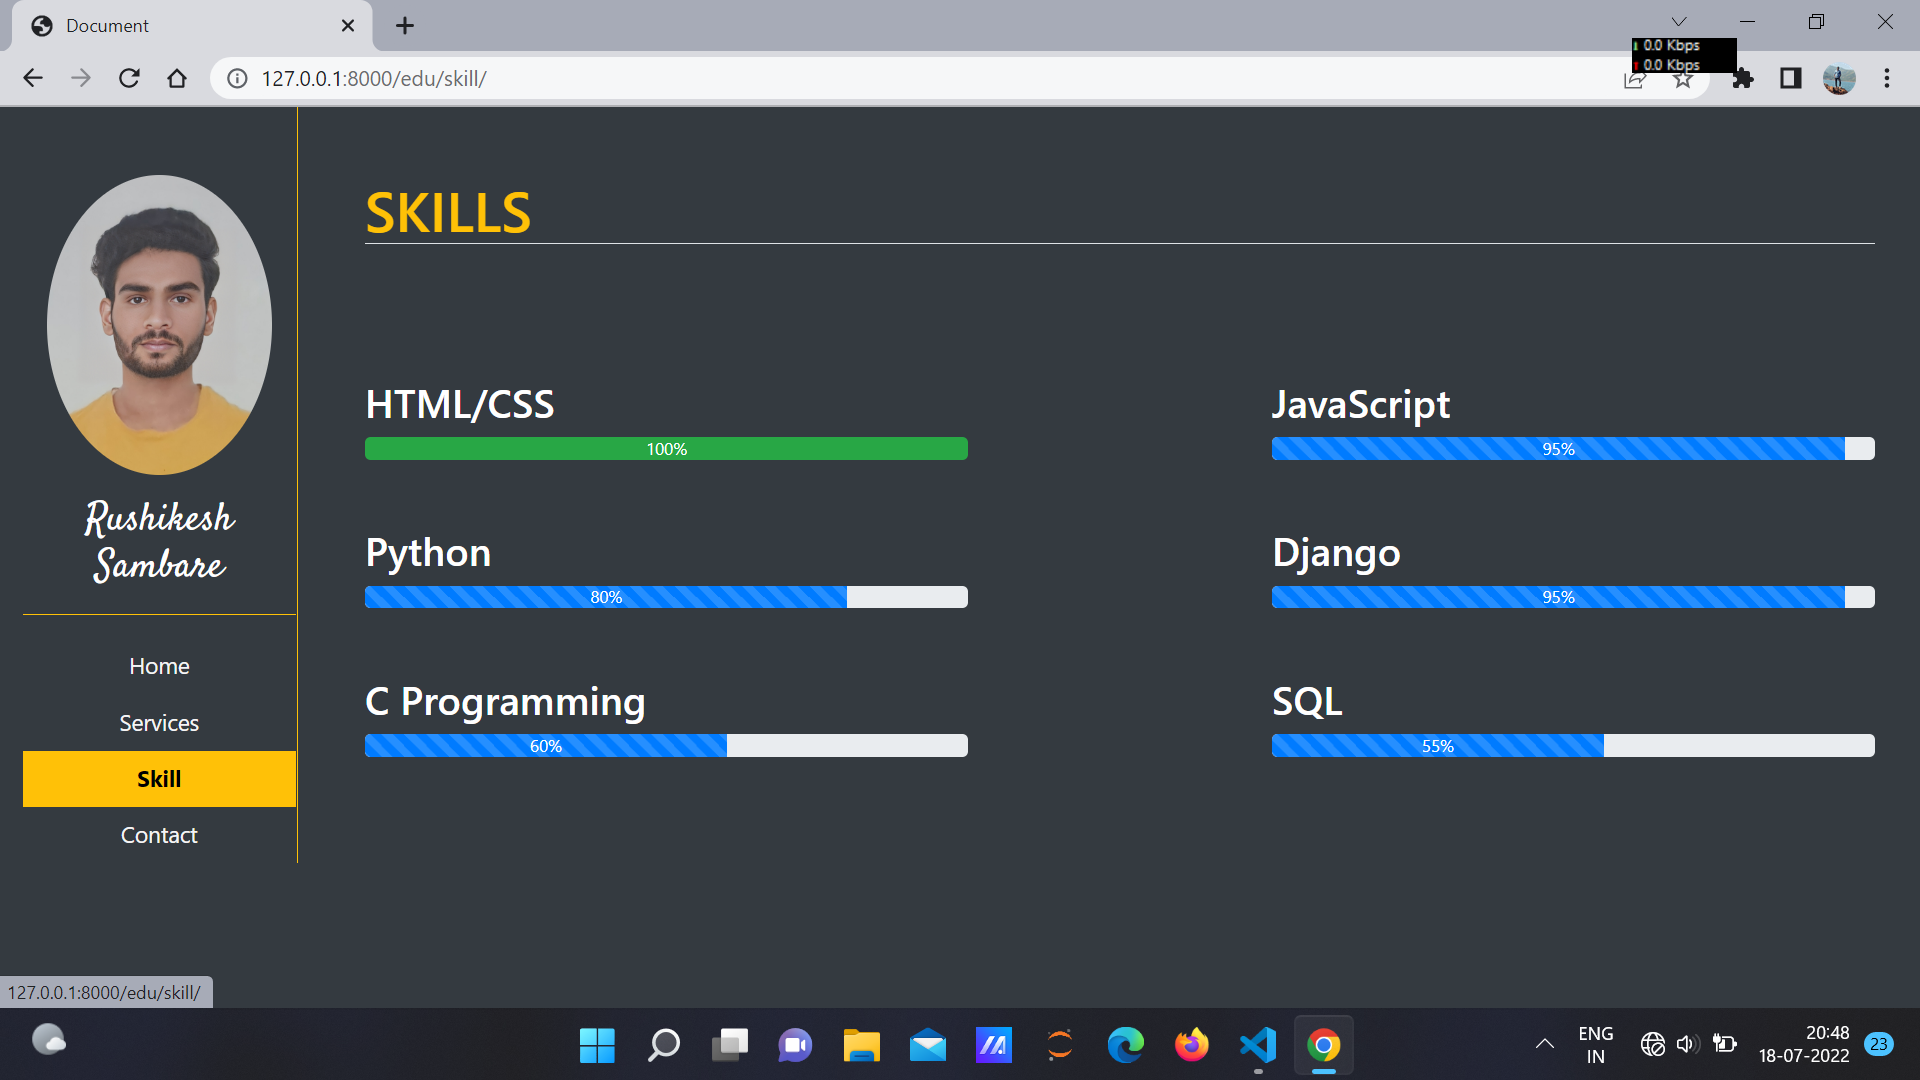 Document
0.0 Kbps
0.0 Kbps
127.0.0.1:8000/edu/skill/
SKILLS
Rushikesh
Sambare
Home
Services
Skill
Contact
HTML/CSS
100%
JavaScript
95%
Python
80%
Django
95%
C Programming
60%
SQL
55%
127.0.0.1:8000/edu/skill/
ENG
IN
20:48
18-07-2022
23